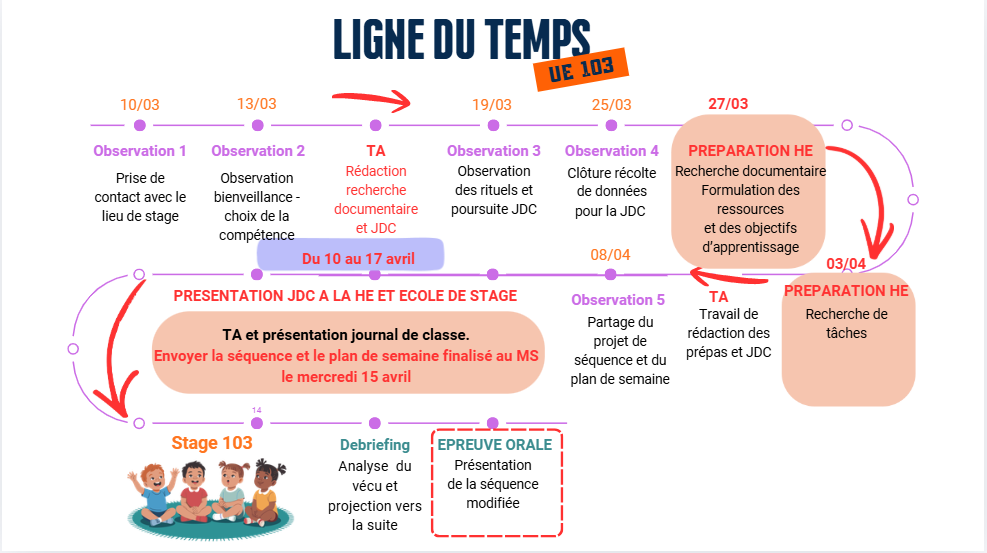 LIGNE DU TEMPS
UE 103
10/03
Observation 1
Prise de
contact avec le
lieu de stage
13/03
Observation 2
Observation
bienveillance -
choix de la
compétence
TA
Rédaction
recherche
documentaire
et JDC
19/03
Observation 3
Observation
des rituels et
poursuite JDC
25/03
Observation 4
Clôture récolte
de données
pour la JDC
27/03
PREPARATION HE
Recherche documentaire
Formulation des
ressources
et des objectifs
d'apprentissage
03/04
PREPARATION HE
Recherche de
tâches
TA
Travail de
rédaction des
prépas et JDC
08/04
Observation 5
Partage du
projet de
séquence et du
plan de semaine
Du 10 au 17 avril
PRESENTATION JDC A LA HE ET ECOLE DE STAGE
TA et présentation journal de classe.
Envoyer la séquence et le plan de semaine finalisé au MS
le mercredi 15 avril
Stage 103
14
Debriefing
Analyse du
vécu et
projection vers
la suite
EPREUVE ORALE
Présentation
de la séquence
modifiée